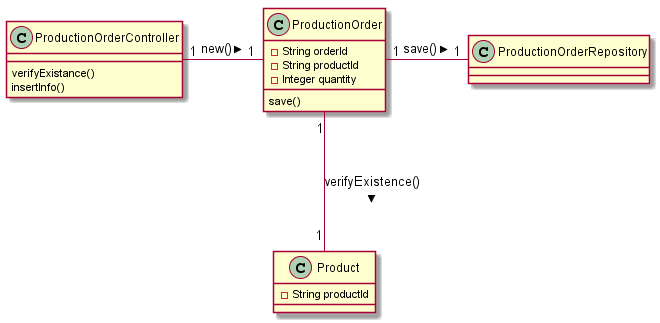 C ProductionOrderController
verifyExistance()
insertInfo()
1 new() ▶ 1
C ProductionOrder
String orderId
String productId
Integer quantity
save()
1 save() ▶ 1
C ProductionOrderRepository
1
verifyExistence()
▼
1
C Product
String productId